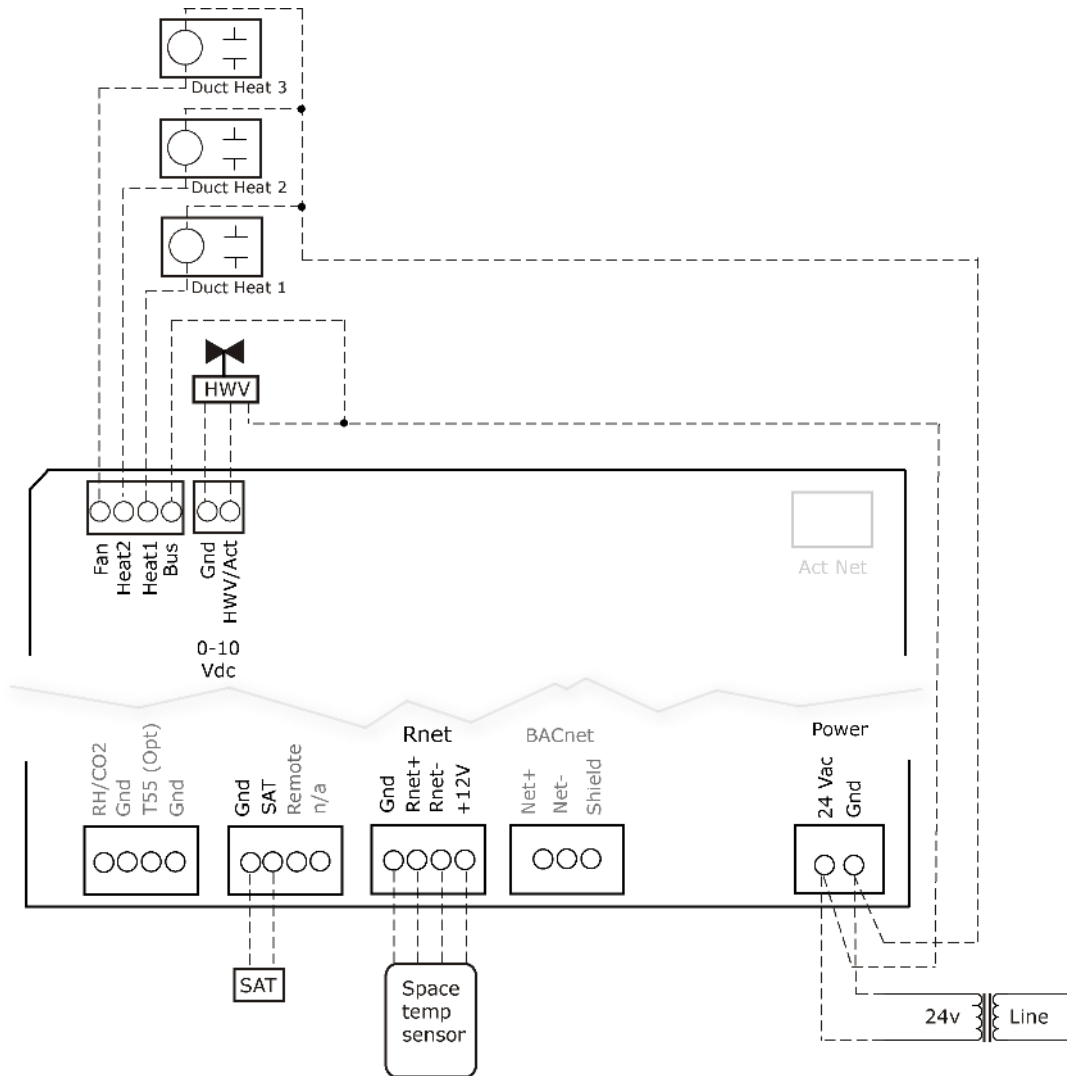 Duct Heat 3
Duct Heat 2
Duct Heat 1
HWV
Fan
Heat2
Heat1
Bus
Gnd
HWV/Act
Act Net
0-10
Vdc
RH/CO2
Gnd
T55 (Opt)
Gnd
Gnd
SAT
Remote
n/a
Rnet
Gnd
Rnet+
Rnet-
+12V
BACnet
Net+
Net-
Shield
Power
24 Vac
Gnd
SAT
Space
temp
sensor
24v
Line